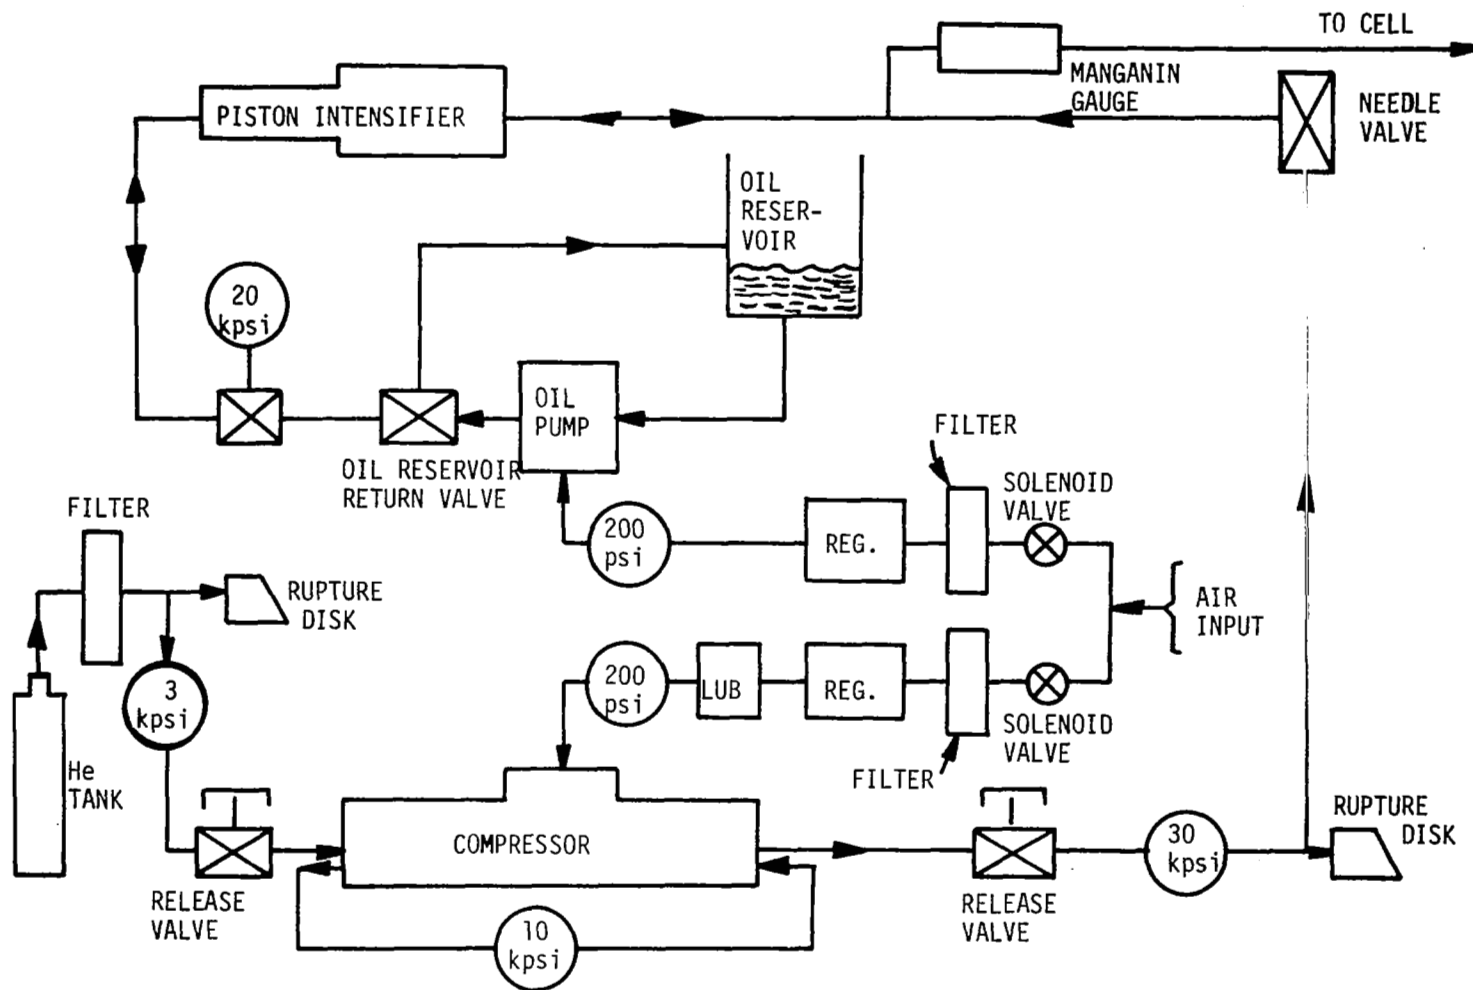 TO CELL
MANGANIN
GAUGE
NEEDLE
VALVE
PISTON INTENSIFIER
OIL
RESER-
VOIR
20
kpsi
OIL
PUMP
OIL RESERVOIR
RETURN VALVE
FILTER
SOLENOID
VALVE
FILTER
200
psi
REG.
RUPTURE
DISK
AIR
INPUT
3
kpsi
200
psi
LUB
REG.
SOLENOID
VALVE
FILTER
He
TANK
COMPRESSOR
RUPTURE
DISK
30
kpsi
RELEASE
VALVE
RELEASE
VALVE
10
kpsi